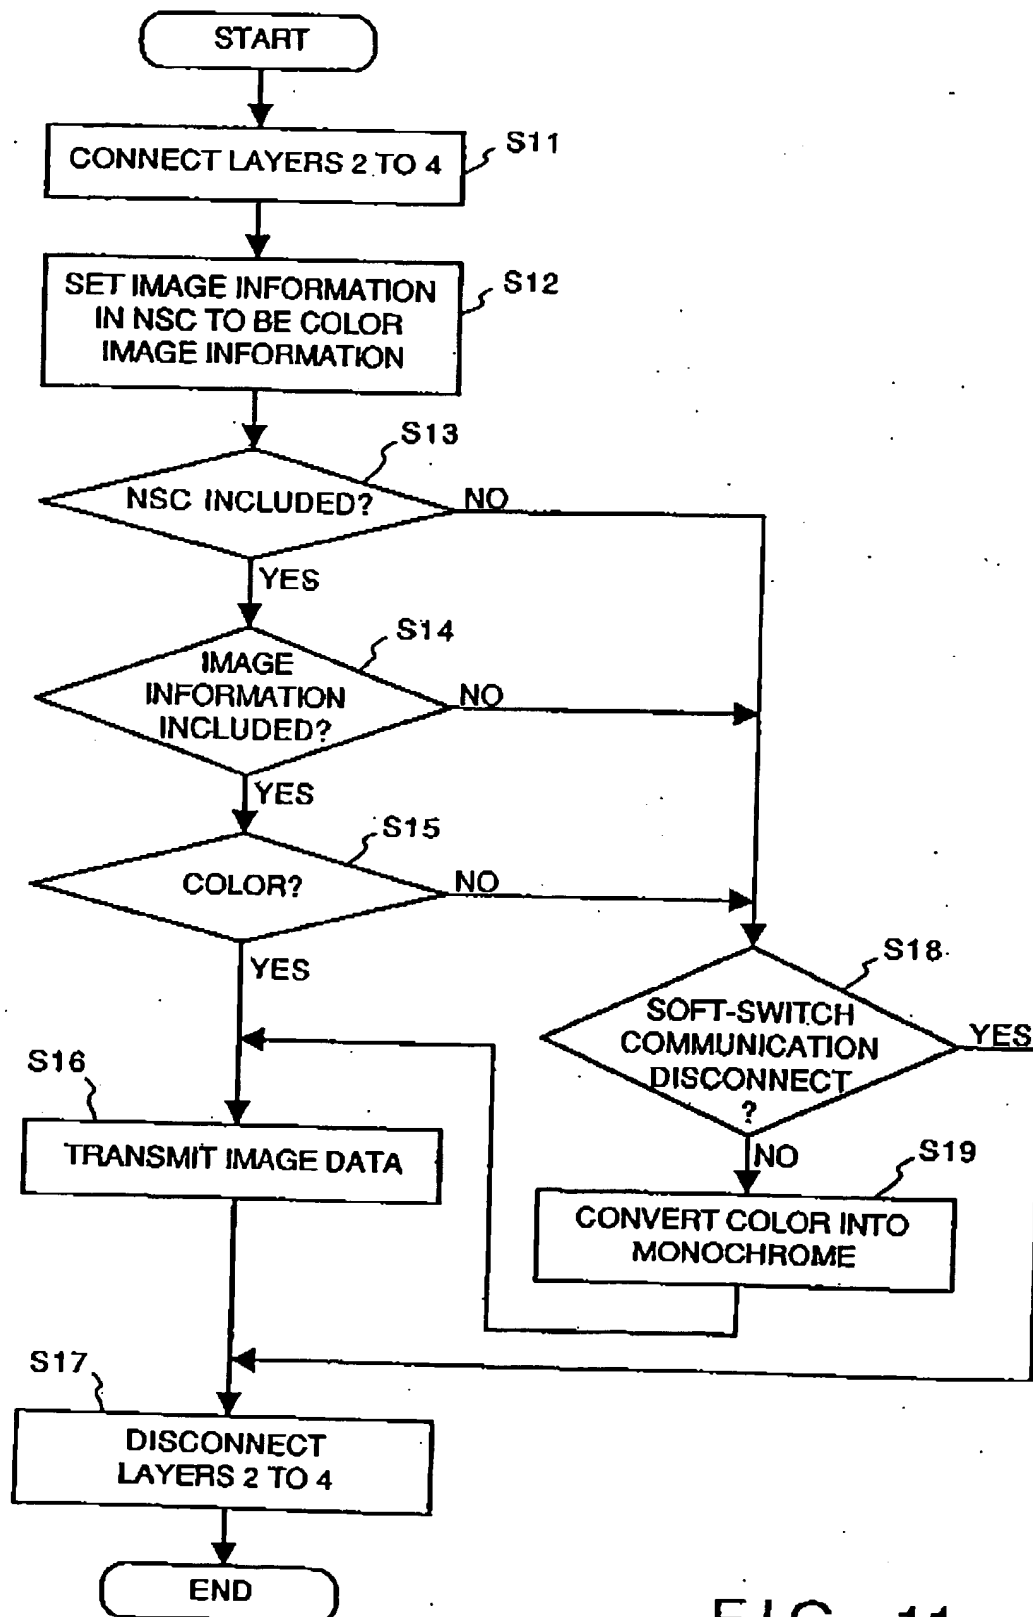 START
CONNECT LAYERS 2 TO 4
S11
SET IMAGE INFORMATION
IN NSC TO BE COLOR
IMAGE INFORMATION
S12
S13
NSC INCLUDED?
NO
YES
S14
IMAGE
INFORMATION
INCLUDED?
NO
YES
S15
COLOR?
NO
YES
S18
SOFT-SWITCH
COMMUNICATION
DISCONNECT
?
YES
NO
S16
TRANSMIT IMAGE DATA
S19
CONVERT COLOR INTO
MONOCHROME
S17
DISCONNECT
LAYERS 2 TO 4
END
FIG. 11